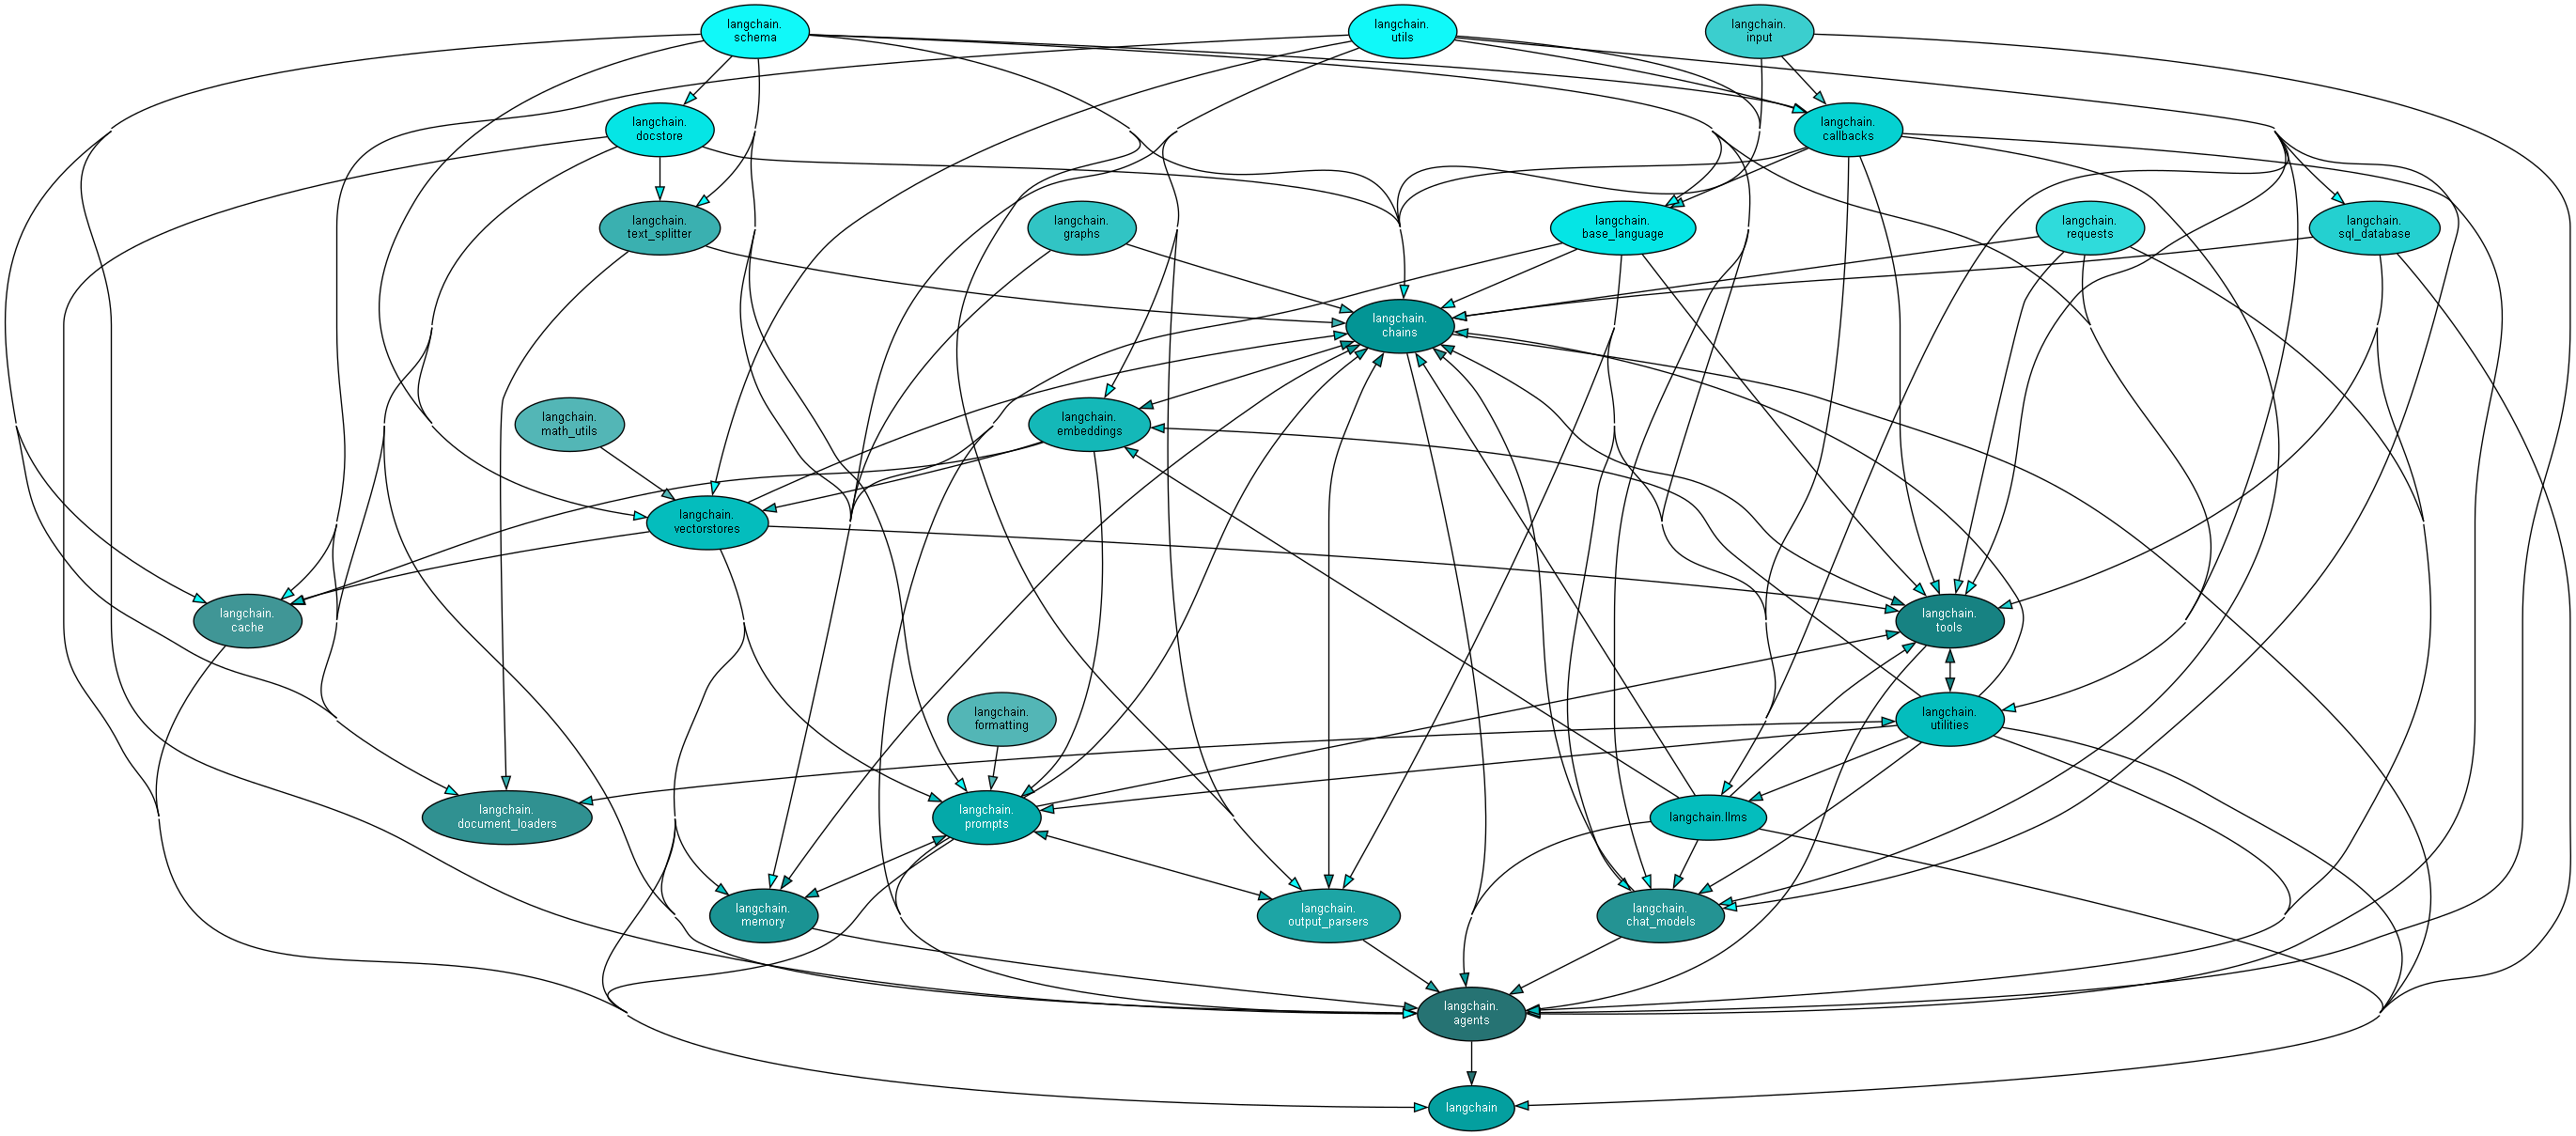 langchain.
schema
langchain.
utils
langchain.
input
langchain.
docstore
langchain.
callbacks
langchain.
text_splitter
langchain.
graphs
langchain.
base_language
langchain.
requests
langchain.
sql_database
langchain.
chains
langchain.
math_utils
langchain.
embeddings
langchain.
vectorstores
langchain.
cache
langchain.
tools
langchain.
formatting
langchain.
utilities
langchain.
document_loaders
langchain.
prompts
langchain.llms
langchain.
memory
langchain.
output_parsers
langchain.
chat_models
langchain.
agents
langchain